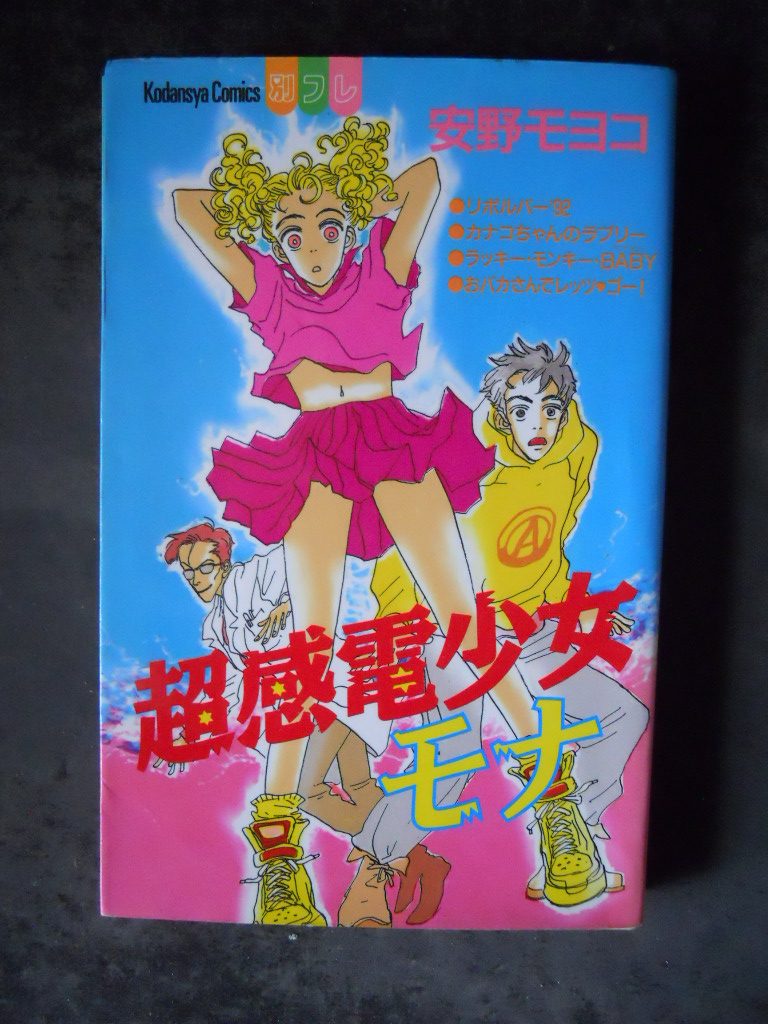 Kodansya Comics 別フレ
安野モヨコ
●リボルバー'92
●カナコちゃんのラブリー
●ラッキー・モンキー・BABY
●おバカさんでレッツ♥ゴー!
A
超感電少女
モナ